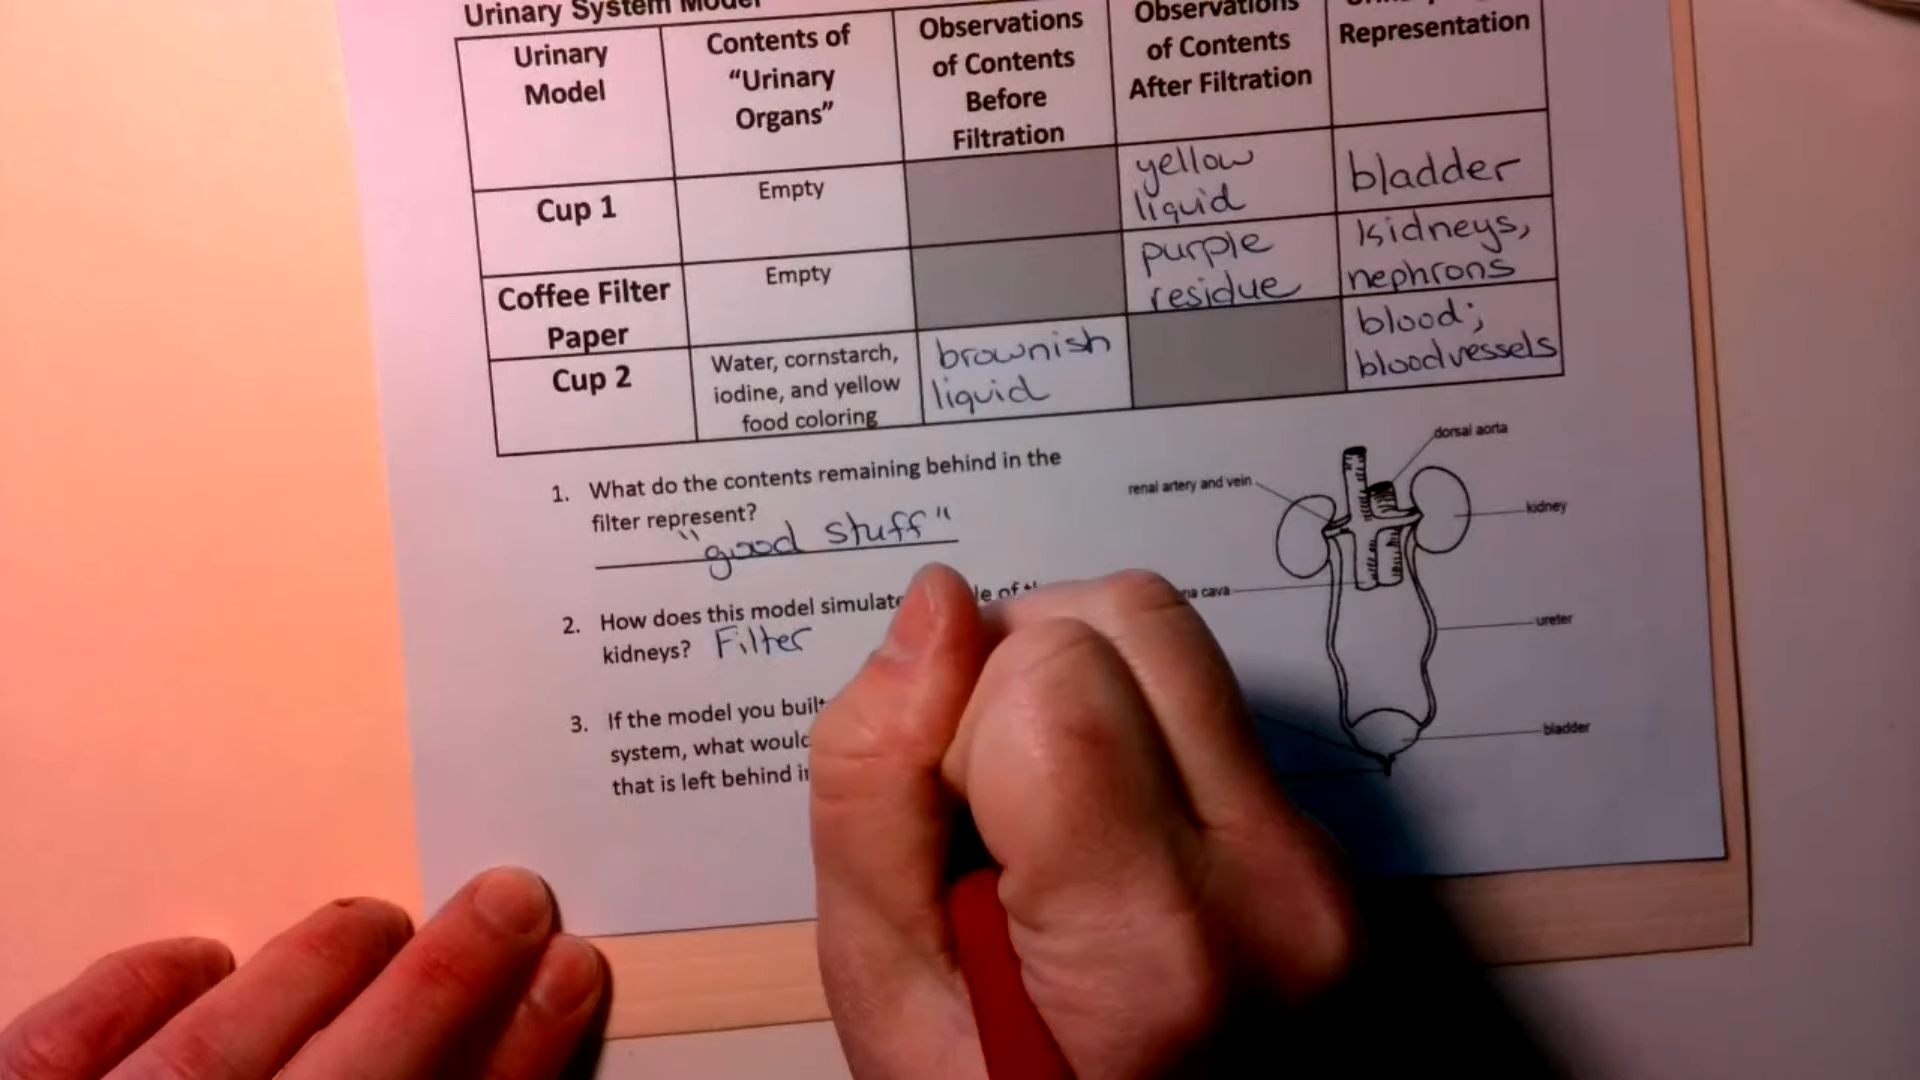 Urinary System Model
Urinary Model
Contents of "Urinary Organs"
Observations of Contents Before Filtration
Observations of Contents After Filtration
Representation
Cup 1
Empty
yellow liquid
bladder
Coffee Filter Paper
Empty
purple residue
kidneys, nephrons
Cup 2
Water, cornstarch, iodine, and yellow food coloring
brownish liquid
blood; bloodvessels
1. What do the contents remaining behind in the
filter represent?
"good stuff"
2. How does this model simulate
kidneys? Filter
3. If the model you built
system, what would
that is left behind in
dorsal aorta
renal artery and vein
kidney
cava
ureter
bladder